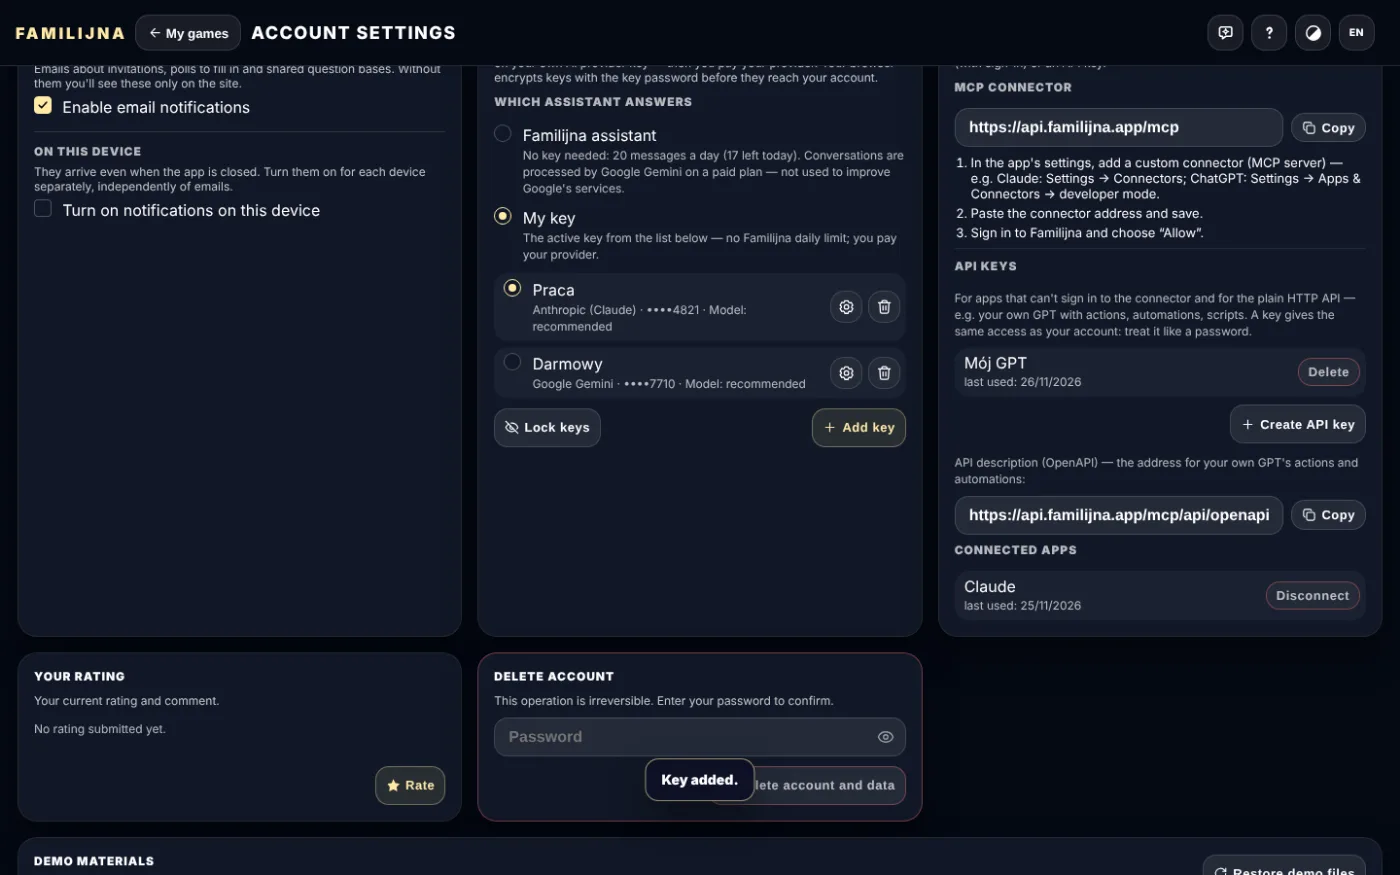 FAMILIJNA
← My games
ACCOUNT SETTINGS
?
EN
Emails about invitations, polls to fill in and shared question bases. Without
them you'll see these only on the site.
Enable email notifications
ON THIS DEVICE
They arrive even when the app is closed. Turn them on for each device
separately, independently of emails.
Turn on notifications on this device
encrypts keys with the key password before they reach your account.
WHICH ASSISTANT ANSWERS
Familijna assistant
No key needed: 20 messages a day (17 left today). Conversations are
processed by Google Gemini on a paid plan — not used to improve
Google's services.
My key
The active key from the list below — no Familijna daily limit; you pay
your provider.
Praca
Anthropic (Claude) · ••••4821 · Model:
recommended
Darmowy
Google Gemini · ••••7710 · Model: recommended
Lock keys
+ Add key
MCP CONNECTOR
https://api.familijna.app/mcp
Copy
1. In the app's settings, add a custom connector (MCP server) —
e.g. Claude: Settings → Connectors; ChatGPT: Settings → Apps &
Connectors → developer mode.
2. Paste the connector address and save.
3. Sign in to Familijna and choose “Allow”.
API KEYS
For apps that can't sign in to the connector and for the plain HTTP API —
e.g. your own GPT with actions, automations, scripts. A key gives the
same access as your account: treat it like a password.
Mój GPT
last used: 26/11/2026
Delete
+ Create API key
API description (OpenAPI) — the address for your own GPT's actions and
automations:
https://api.familijna.app/mcp/api/openapi
Copy
CONNECTED APPS
Claude
last used: 25/11/2026
Disconnect
YOUR RATING
Your current rating and comment.
No rating submitted yet.
Rate
DELETE ACCOUNT
This operation is irreversible. Enter your password to confirm.
Password
Key added.
lete account and data
DEMO MATERIALS
Restore demo files